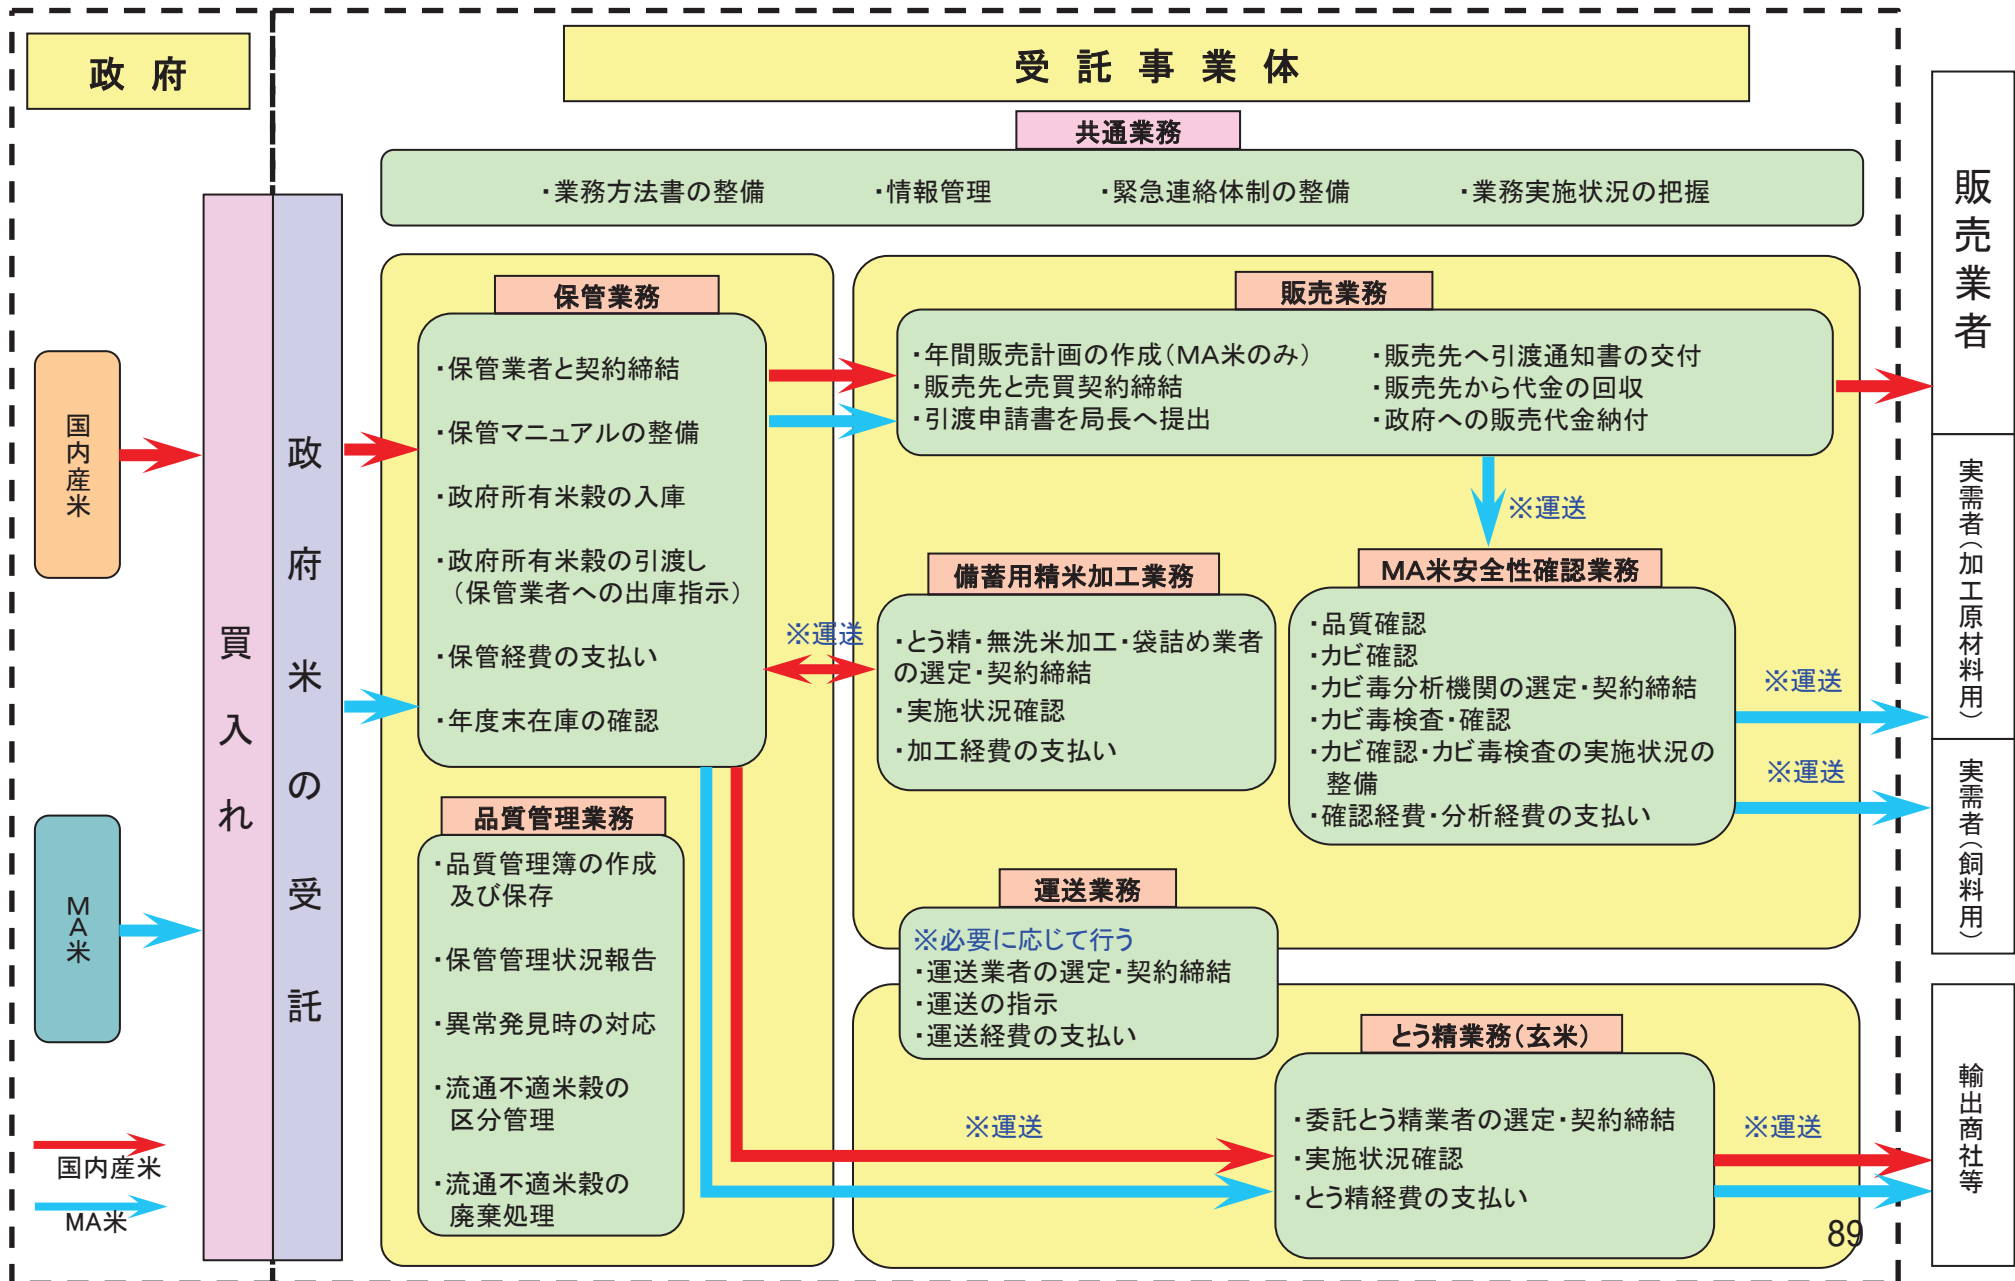 政府
受託事業体
共通業務
・業務方法書の整備
・情報管理
・緊急連絡体制の整備
・業務実施状況の把握
国内産米
MA米
買入れ
政府米の受託
保管業務
・保管業者と契約締結
・保管マニュアルの整備
・政府所有米穀の入庫
・政府所有米穀の引渡し
（保管業者への出庫指示）
・保管経費の支払い
・年度末在庫の確認
品質管理業務
・品質管理簿の作成
及び保存
・保管管理状況報告
・異常発見時の対応
・流通不適米穀の
区分管理
・流通不適米穀の
廃棄処理
販売業務
・年間販売計画の作成（MA米のみ）
・販売先と売買契約締結
・引渡申請書を局長へ提出
・販売先へ引渡通知書の交付
・販売先から代金の回収
・政府への販売代金納付
※運送
※運送
備蓄用精米加工業務
・とう精・無洗米加工・袋詰め業者
の選定・契約締結
・実施状況確認
・加工経費の支払い
MA米安全性確認業務
・品質確認
・カビ確認
・カビ毒分析機関の選定・契約締結
・カビ毒検査・確認
・カビ確認・カビ毒検査の実施状況の
整備
・確認経費・分析経費の支払い
※運送
※運送
運送業務
※必要に応じて行う
・運送業者の選定・契約締結
・運送の指示
・運送経費の支払い
※運送
とう精業務（玄米）
・委託とう精業者の選定・契約締結
・実施状況確認
・とう精経費の支払い
※運送
販売業者
実需者（加工原材料用）
実需者（飼料用）
輸出商社等
国内産米
MA米
89